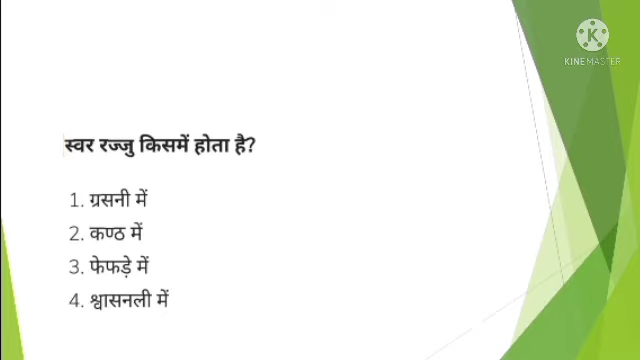 K
KINEMASTER
स्वर रज्जु किसमें होता है?
1. ग्रसनी में
2. कण्ठ में
3. फेफड़े में
4. श्वासनली में